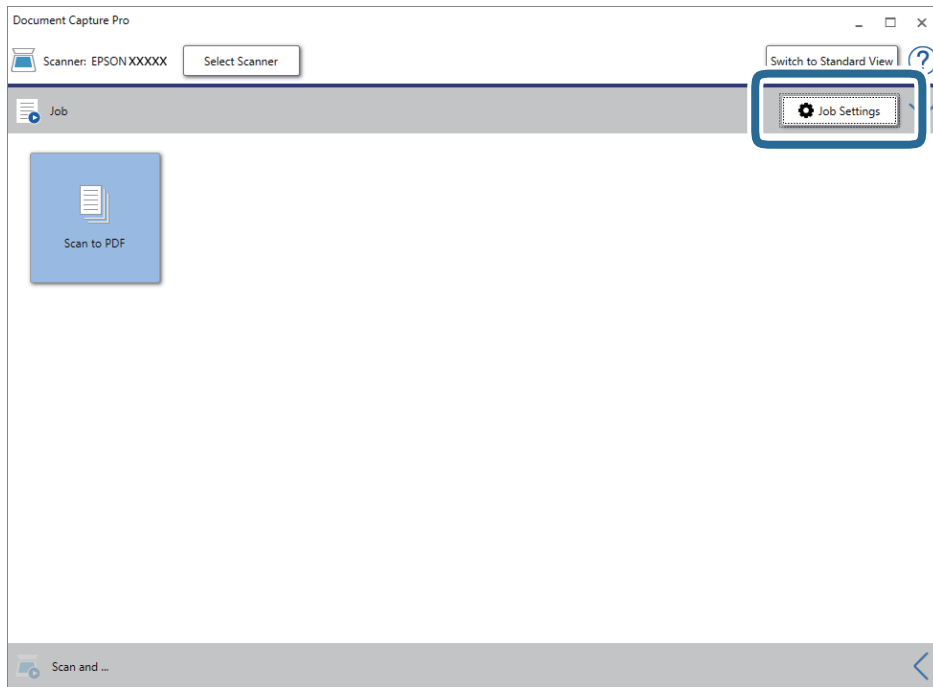 Document Capture Pro
Scanner: EPSON XXXXX
Select Scanner
Switch to Standard View
?
Job
Job Settings
Scan to PDF
Scan and ...